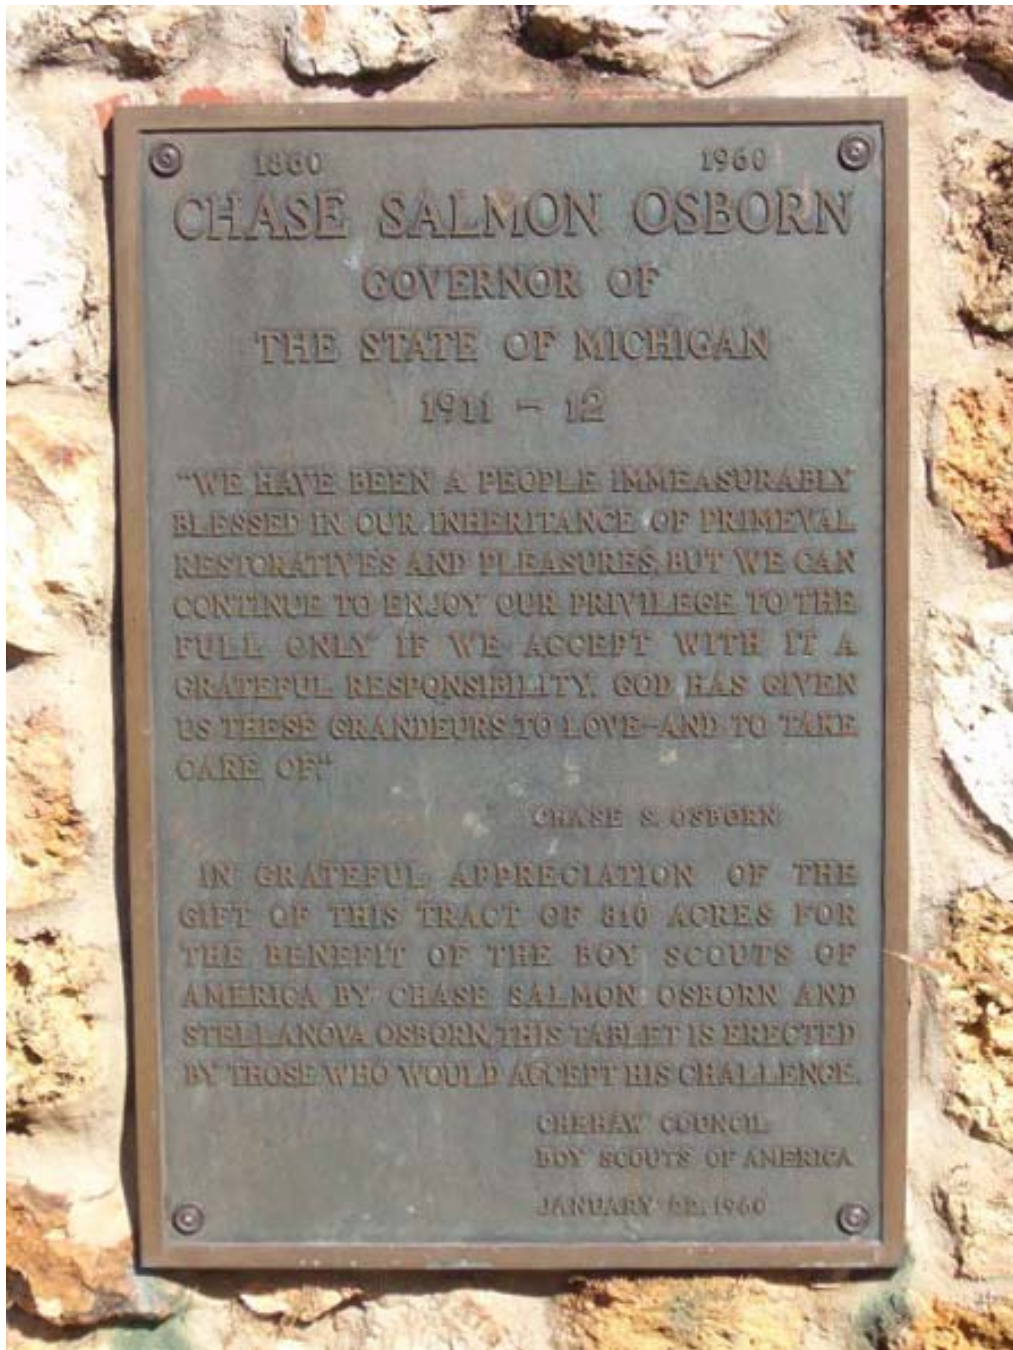 1860 1960
CHASE SALMON OSBORN
GOVERNOR OF
THE STATE OF MICHIGAN
1911 - 12
"WE HAVE BEEN A PEOPLE IMMEASURABLY
BLESSED IN OUR INHERITANCE OF PRIMEVAL
RESTORATIVES AND PLEASURES, BUT WE CAN
CONTINUE TO ENJOY OUR PRIVILEGE TO THE
FULL ONLY IF WE ACCEPT WITH IT A
GRATEFUL RESPONSIBILITY. GOD HAS GIVEN
US THESE GRANDEURS TO LOVE-AND TO TAKE
CARE OF."
CHASE S. OSBORN
IN GRATEFUL APPRECIATION OF THE
GIFT OF THIS TRACT OF 810 ACRES FOR
THE BENEFIT OF THE BOY SCOUTS OF
AMERICA BY CHASE SALMON OSBORN AND
STELLANOVA OSBORN, THIS TABLET IS ERECTED
BY THOSE WHO WOULD ACCEPT HIS CHALLENGE.
CHEHAW COUNCIL
BOY SCOUTS OF AMERICA
JANUARY 22, 1960